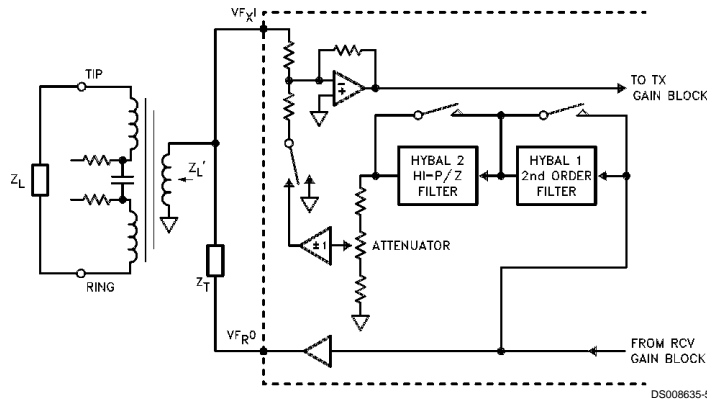 VFXI
TIP
TO TX
GAIN BLOCK
ZL
ZL'
HYBAL 2
HI-P/Z
FILTER
HYBAL 1
2nd ORDER
FILTER
±1
ATTENUATOR
RING
ZT
VFRO
FROM RCV
GAIN BLOCK
DS008635-5